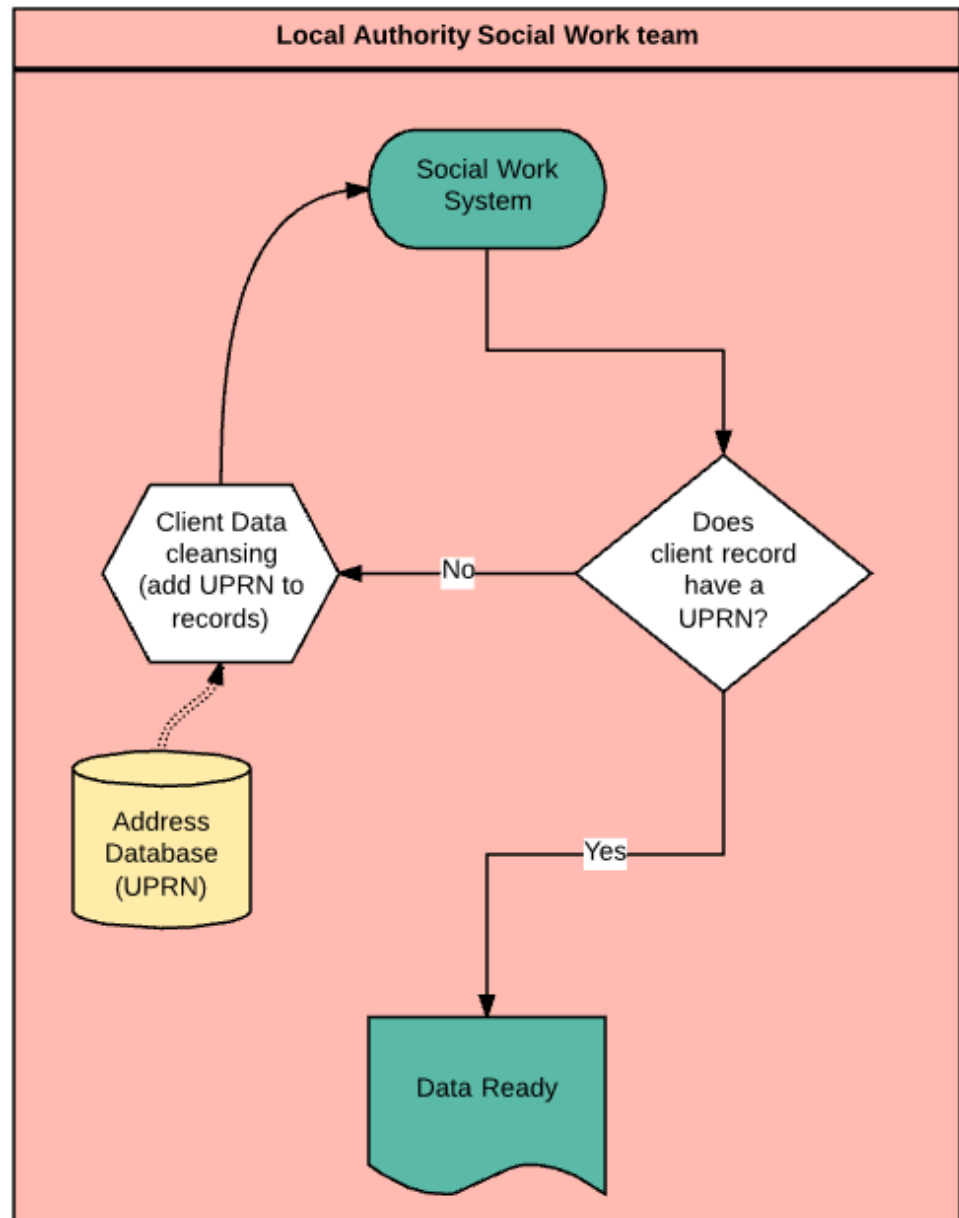 Local Authority Social Work team
Social Work
System
Client Data
cleansing
(add UPRN to
records)
No
Does
client record
have a
UPRN?
Address
Database
(UPRN)
Yes
Data Ready